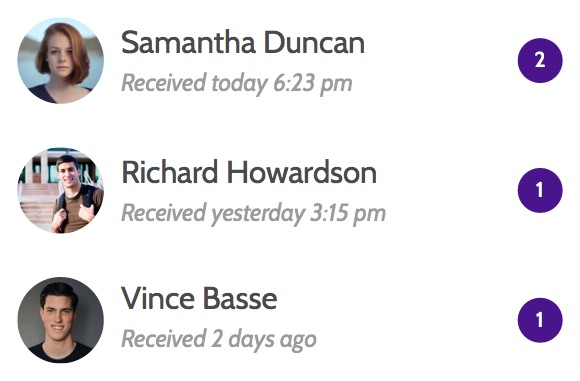 Samantha Duncan
Received today 6:23 pm
2
Richard Howardson
Received yesterday 3:15 pm
1
Vince Basse
Received 2 days ago
1